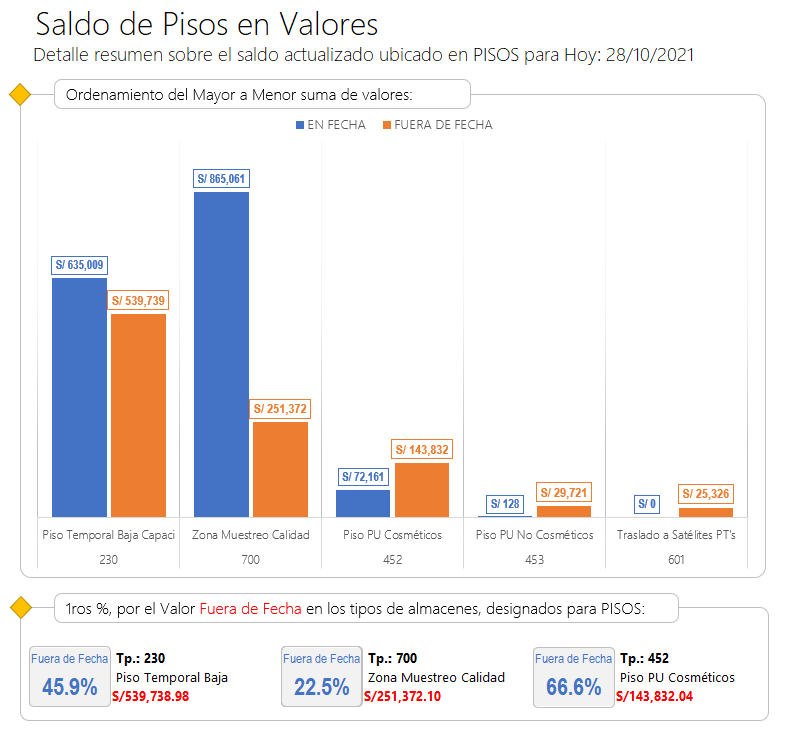 Saldo de Pisos en Valores
Detalle resumen sobre el saldo actualizado ubicado en PISOS para Hoy: 28/10/2021
Ordenamiento del Mayor a Menor suma de valores:
EN FECHA FUERA DE FECHA
S/ 865,061
S/ 635,009
S/ 539,739
S/ 251,372
S/ 143,832
S/ 72,161
S/ 128
S/ 29,721
S/ 0
S/ 25,326
Piso Temporal Baja Capaci Zona Muestreo Calidad Piso PU Cosméticos Piso PU No Cosméticos Traslado a Satélites PT's
230 700 452 453 601
1ros %, por el Valor Fuera de Fecha en los tipos de almacenes, designados para PISOS:
Fuera de Fecha
45.9%
Tp.: 230
Piso Temporal Baja
S/539,738.98
Fuera de Fecha
22.5%
Tp.: 700
Zona Muestreo Calidad
S/251,372.10
Fuera de Fecha
66.6%
Tp.: 452
Piso PU Cosméticos
S/143,832.04